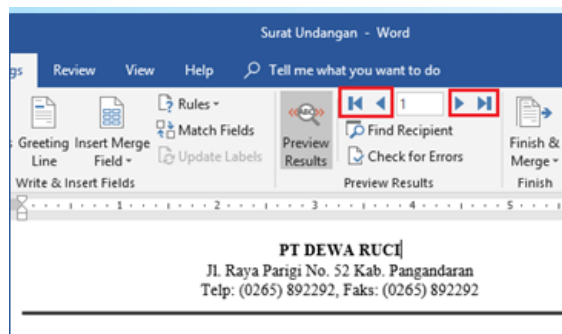 Surat Undangan - Word
gs Review View Help Tell me what you want to do
Rules
Match Fields
Update Labels
Greeting Line
Insert Merge Field
Write & Insert Fields
«ABC»
Preview Results
1
Find Recipient
Check for Errors
Preview Results
Finish & Merge
Finish
1 2 3 4 5
PT DEWA RUCI
Jl. Raya Parigi No. 52 Kab. Pangandaran
Telp: (0265) 892292, Faks: (0265) 892292